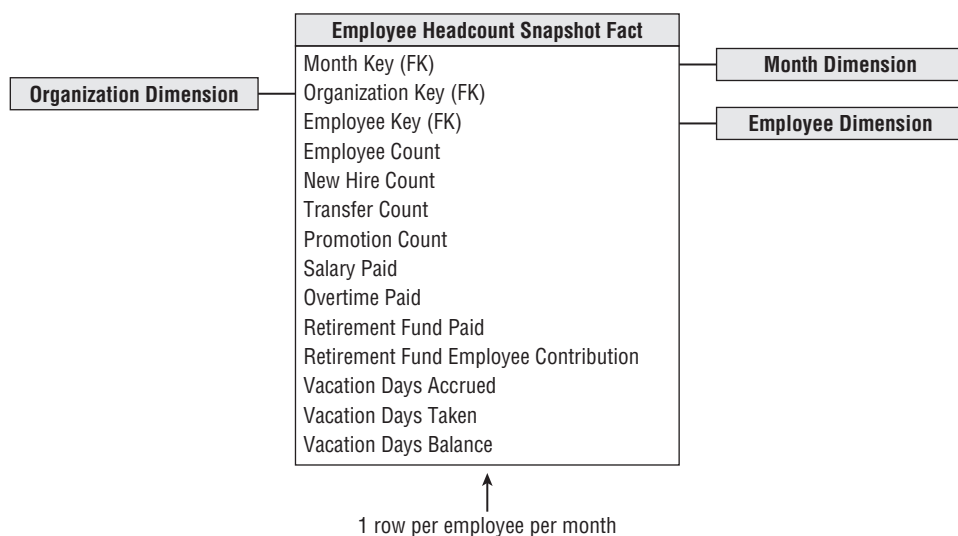 Employee Headcount Snapshot Fact
Month Key (FK)
Organization Key (FK)
Employee Key (FK)
Employee Count
New Hire Count
Transfer Count
Promotion Count
Salary Paid
Overtime Paid
Retirement Fund Paid
Retirement Fund Employee Contribution
Vacation Days Accrued
Vacation Days Taken
Vacation Days Balance
Organization Dimension
Month Dimension
Employee Dimension
1 row per employee per month